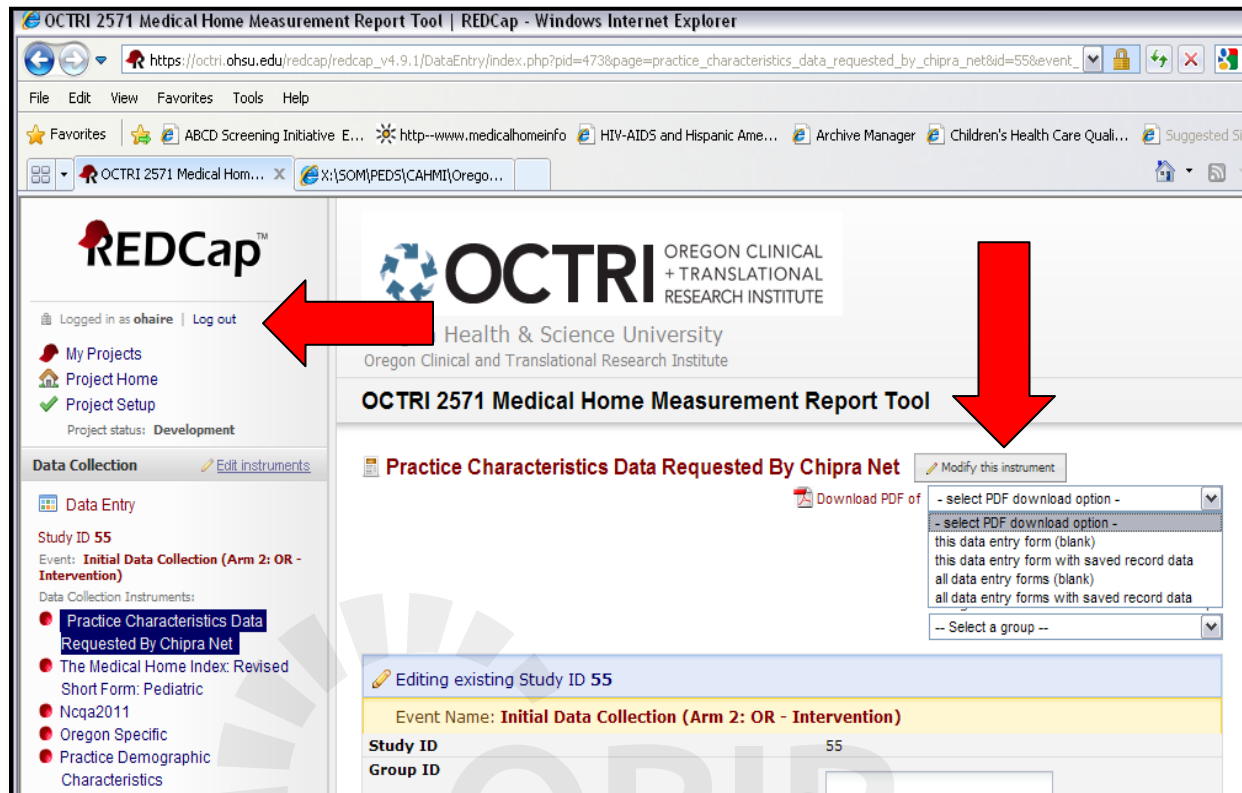 OCTRI 2571 Medical Home Measurement Report Tool | REDCap - Windows Internet Explorer
https://octri.ohsu.edu/redcap/redcap_v4.9.1/DataEntry/index.php?pid=473&page=practice_characteristics_data_requested_by_chipra_net&id=55&event_
File Edit View Favorites Tools Help
Favorites ABCD Screening Initiative E... http--www.medicalhomeinfo HIV-AIDS and Hispanic Ame... Archive Manager Children's Health Care Quali... Suggested Si
OCTRI 2571 Medical Hom... X X:\SOM\PEDS\CAHMI\Orego...
REDCap™
Logged in as ohaire | Log out
My Projects
Project Home
Project Setup
Project status: Development
Data Collection Edit instruments
Data Entry
Study ID 55
Event: Initial Data Collection (Arm 2: OR -
Intervention)
Data Collection Instruments:
Practice Characteristics Data
Requested By Chipra Net
The Medical Home Index: Revised
Short Form: Pediatric
Ncqa2011
Oregon Specific
Practice Demographic
Characteristics
OCTRI OREGON CLINICAL
+ TRANSLATIONAL
RESEARCH INSTITUTE
Health & Science University
Oregon Clinical and Translational Research Institute
OCTRI 2571 Medical Home Measurement Report Tool
Practice Characteristics Data Requested By Chipra Net Modify this instrument
Download PDF of - select PDF download option -
- select PDF download option -
this data entry form (blank)
this data entry form with saved record data
all data entry forms (blank)
all data entry forms with saved record data
-- Select a group --
Editing existing Study ID 55
Event Name: Initial Data Collection (Arm 2: OR - Intervention)
Study ID 55
Group ID